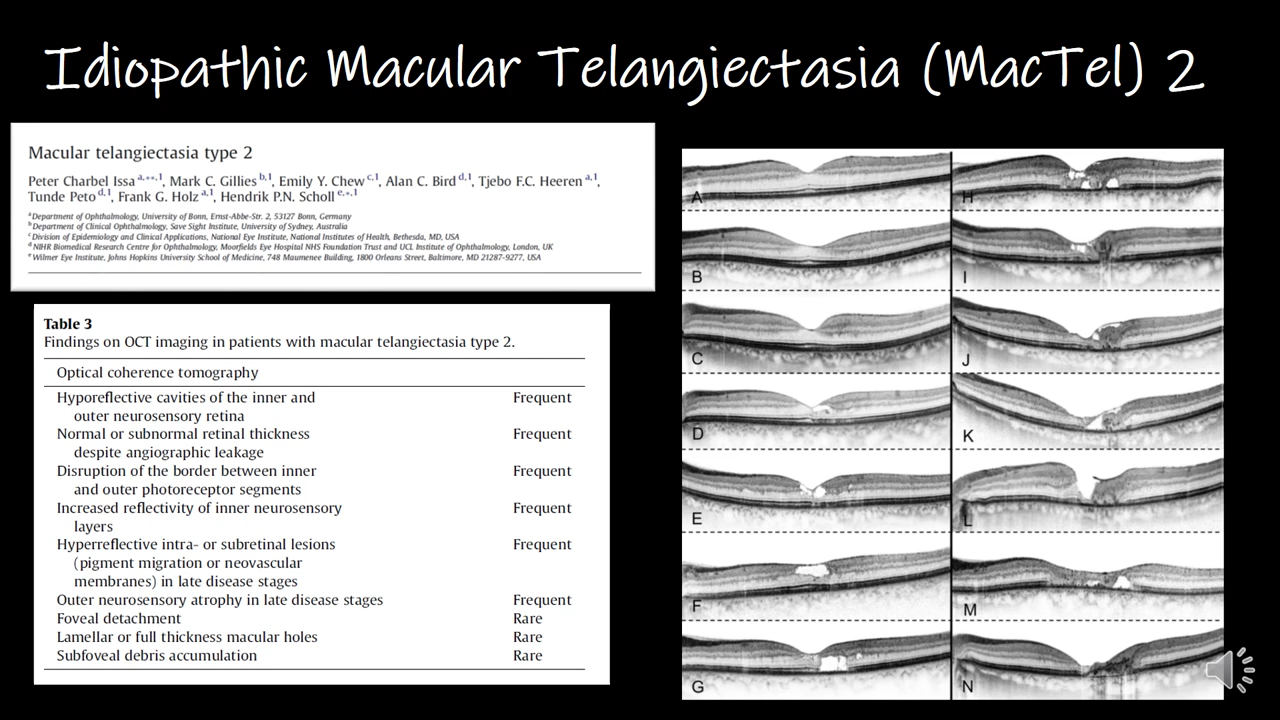 Idiopathic Macular Telangiectasia (MacTel) 2
Macular telangiectasia type 2
Peter Charbel Issa a,**,1, Mark C. Gillies b,1, Emily Y. Chew c,1, Alan C. Bird d,1, Tjebo F.C. Heeren a,1,
Tunde Peto d,1, Frank G. Holz a,1, Hendrik P.N. Scholl e,*,1
a Department of Ophthalmology, University of Bonn, Ernst-Abbe-Str. 2, 53127 Bonn, Germany
b Department of Clinical Ophthalmology, Save Sight Institute, University of Sydney, Australia
c Division of Epidemiology and Clinical Applications, National Eye Institute, National Institutes of Health, Bethesda, MD, USA
d NIHR Biomedical Research Centre for Ophthalmology, Moorfields Eye Hospital NHS Foundation Trust and UCL Institute of Ophthalmology, London, UK
e Wilmer Eye Institute, Johns Hopkins University School of Medicine, 748 Maumenee Building, 1800 Orleans Street, Baltimore, MD 21287-9277, USA
Table 3
Findings on OCT imaging in patients with macular telangiectasia type 2.
Optical coherence tomography
Hyporeflective cavities of the inner and Frequent
outer neurosensory retina
Normal or subnormal retinal thickness Frequent
despite angiographic leakage
Disruption of the border between inner Frequent
and outer photoreceptor segments
Increased reflectivity of inner neurosensory Frequent
layers
Hyperreflective intra- or subretinal lesions Frequent
(pigment migration or neovascular
membranes) in late disease stages
Outer neurosensory atrophy in late disease stages Frequent
Foveal detachment Rare
Lamellar or full thickness macular holes Rare
Subfoveal debris accumulation Rare
A
B
C
D
E
F
G
H
I
J
K
L
M
N